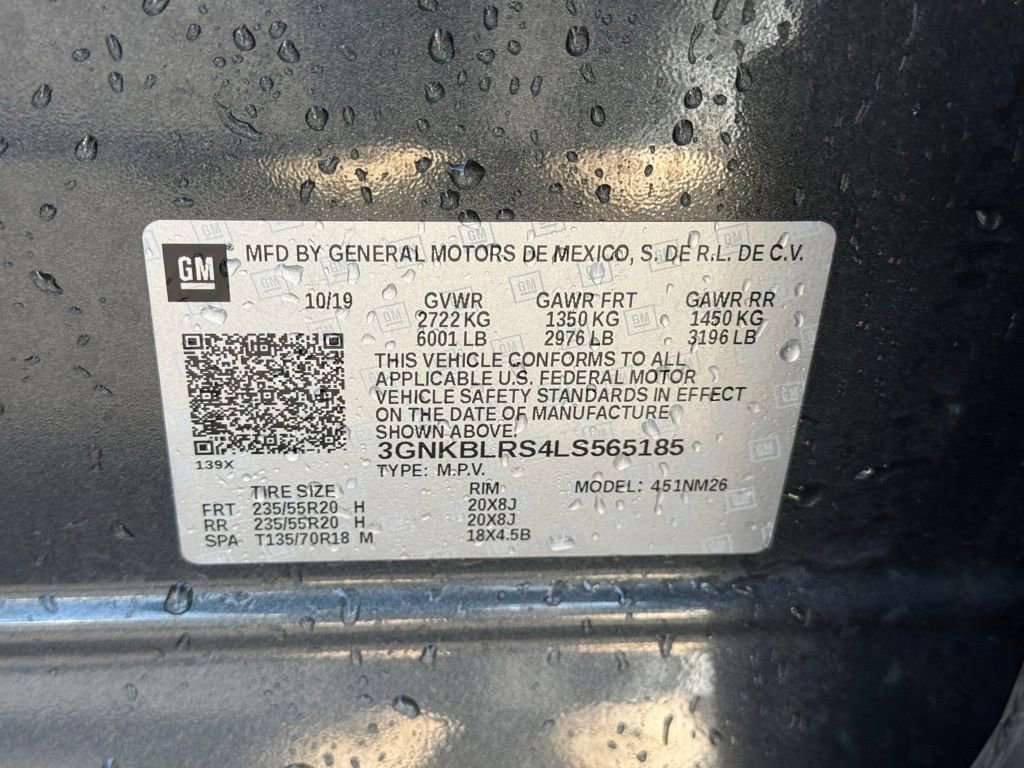 GM MFD BY GENERAL MOTORS DE MEXICO, S. DE R.L. DE C.V.
10/19 GVWR GAWR FRT GAWR RR
2722 KG 1350 KG 1450 KG
6001 LB 2976 LB 3196 LB
THIS VEHICLE CONFORMS TO ALL
APPLICABLE U.S. FEDERAL MOTOR
VEHICLE SAFETY STANDARDS IN EFFECT
ON THE DATE OF MANUFACTURE
SHOWN ABOVE.
3GNKBLRS4LS565185
139X
TYPE: M.P.V.
TIRE SIZE RIM MODEL: 451NM26
FRT 235/55R20 H 20X8J
RR 235/55R20 H 20X8J
SPA T135/70R18 M 18X4.5B